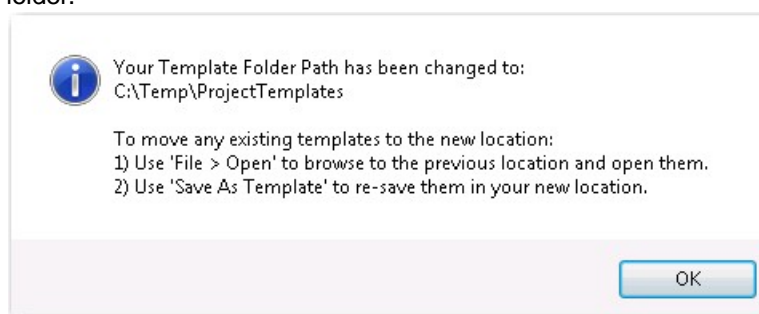 folder.
Your Template Folder Path has been changed to:
C:\Temp\ProjectTemplates
To move any existing templates to the new location:
1) Use 'File > Open' to browse to the previous location and open them.
2) Use 'Save As Template' to re-save them in your new location.
OK